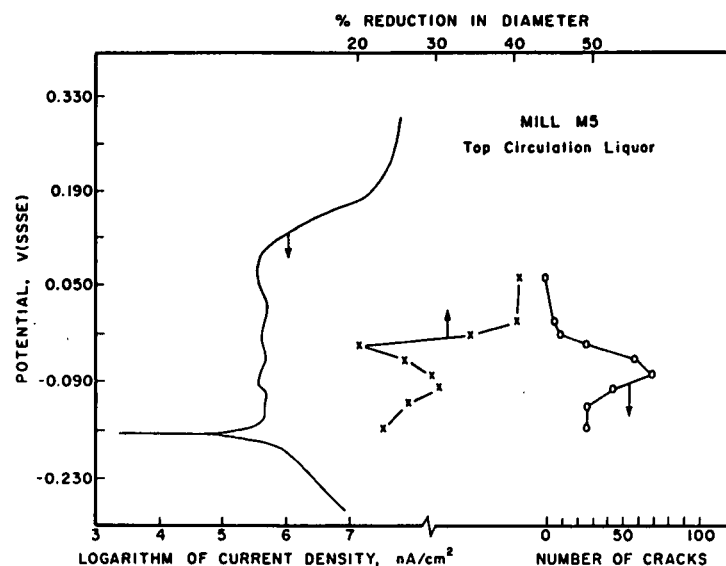 % REDUCTION IN DIAMETER
20 30 40 50
MILL M5
Top Circulation Liquor
POTENTIAL, V(SSSE)
0.330
0.190
0.050
-0.090
-0.230
3 4 5 6 7 0 50 100
LOGARITHM OF CURRENT DENSITY, nA/cm² NUMBER OF CRACKS